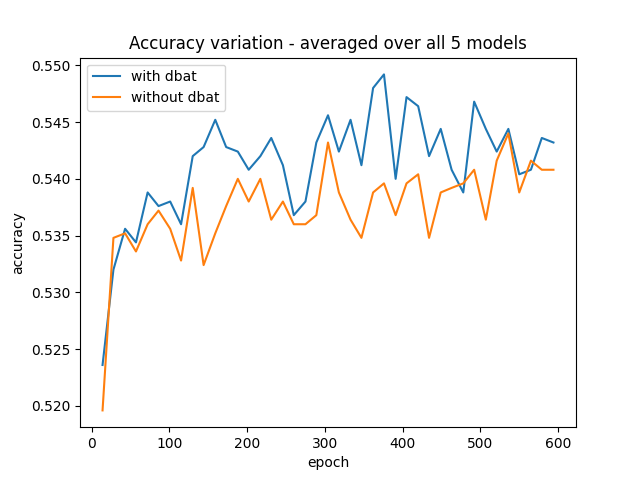 Accuracy variation - averaged over all 5 models
with dbat
without dbat
0.550
0.545
0.540
0.535
0.530
0.525
0.520
accuracy
0 100 200 300 400 500 600
epoch